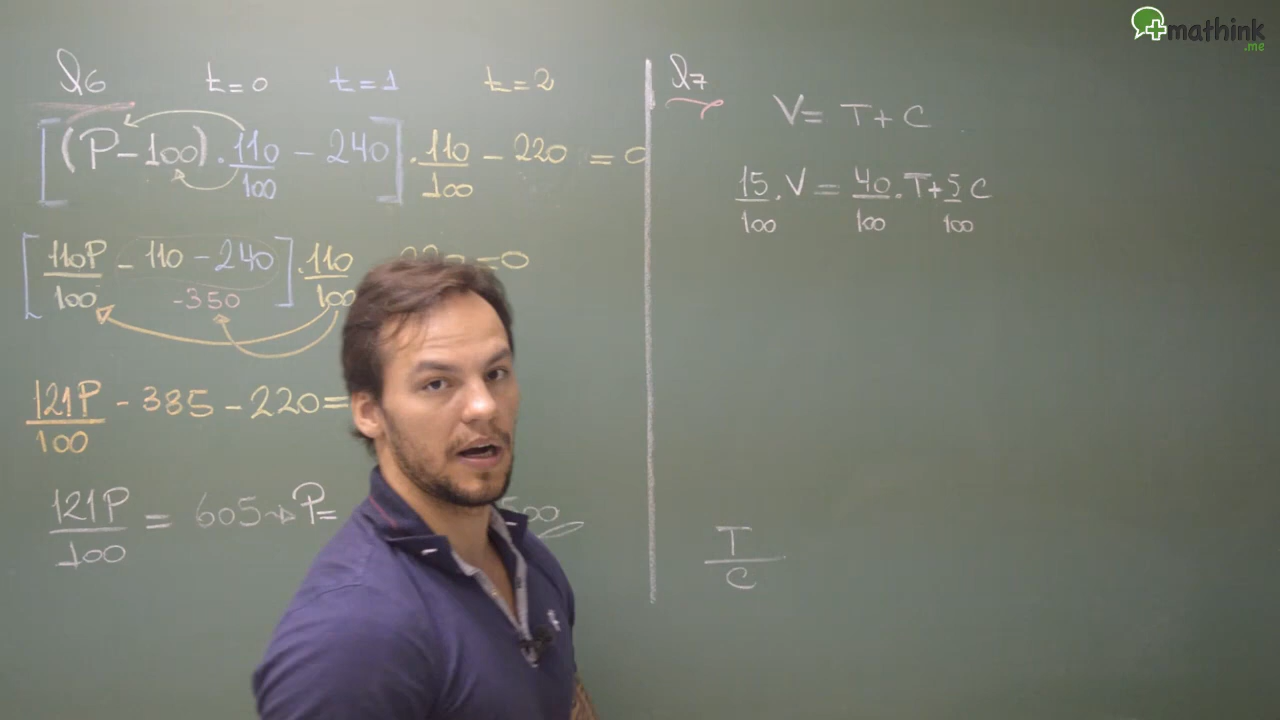 +mathink
.me
Q6 t=0 t=1 t=2
[(P-100).110/100 - 240].110/100 - 220 = 0
[110P/100 - 110 - 240].110/100 =0
-350
121P/100 - 385 - 220=
121P/100 = 605 → P=
Q7
V= T+C
15/100.V = 40/100.T+5/100 C
T/C